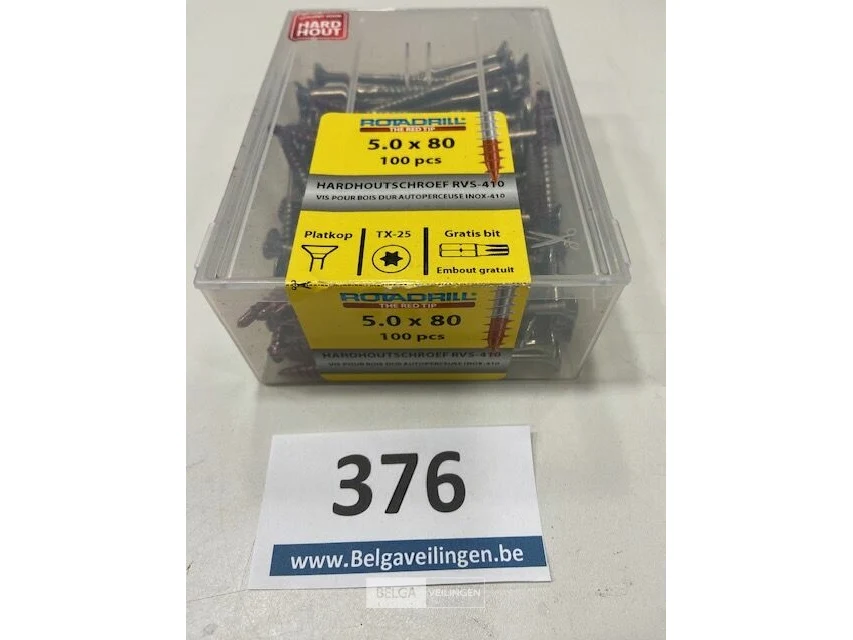 HARD
HOUT
ROTADRILL
THE RED TIP
5.0 x 80
100 pcs
HARDHOUTSCHROEF RVS-410
VIS POUR BOIS DUR AUTOPERCEUSE INOX-410
Platkop
TX-25
Gratis bit
Embout gratuit
ROTADRILL
THE RED TIP
5.0 x 80
100 pcs
HARDHOUTSCHROEF RVS-410
VIS POUR BOIS DUR AUTOPERCEUSE INOX-410
376
www.Belgaveilingen.be
BELGA VEILINGEN